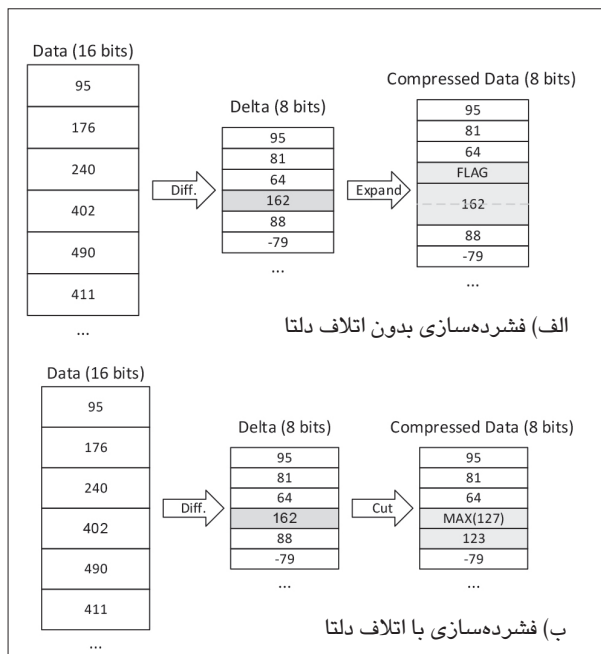 Data (16 bits)
95
176
240
402
490
411
...
Diff.
Delta (8 bits)
95
81
64
162
88
-79
...
Expand
Compressed Data (8 bits)
95
81
64
FLAG
162
88
-79
...
الف) فشرده‌سازی بدون اتلاف دلتا
Data (16 bits)
95
176
240
402
490
411
...
Diff.
Delta (8 bits)
95
81
64
162
88
-79
...
Cut
Compressed Data (8 bits)
95
81
64
MAX(127)
123
-79
...
ب) فشرده‌سازی با اتلاف دلتا